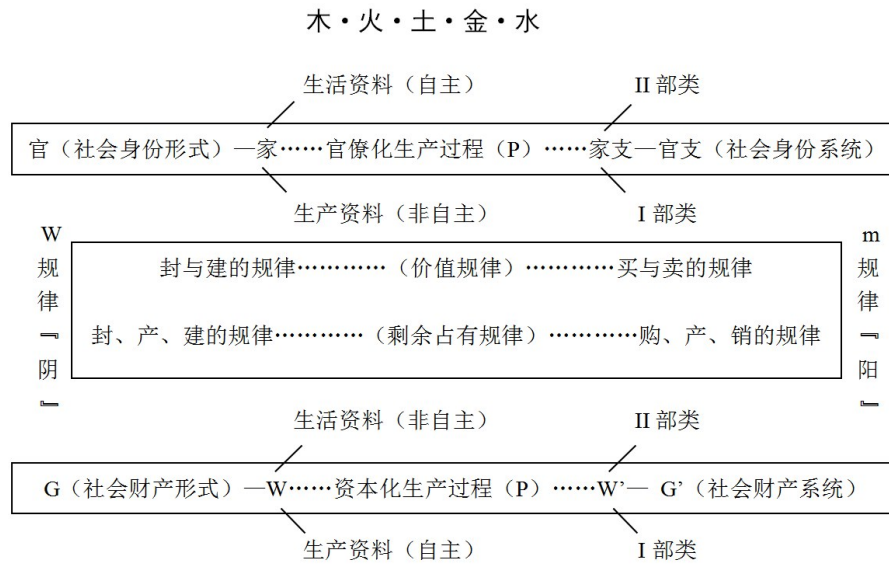 木·火·土·金·水
生活资料（自主） II 部类
官（社会身份形式）—家……官僚化生产过程（P）……家支—官支（社会身份系统）
生产资料（非自主） I 部类
W规律『阴』
封与建的规律…………（价值规律）…………买与卖的规律
封、产、建的规律…………（剩余占有规律）…………购、产、销的规律
m规律『阳』
生活资料（非自主） II 部类
G（社会财产形式）—W……资本化生产过程（P）……W’— G’（社会财产系统）
生产资料（自主） I 部类